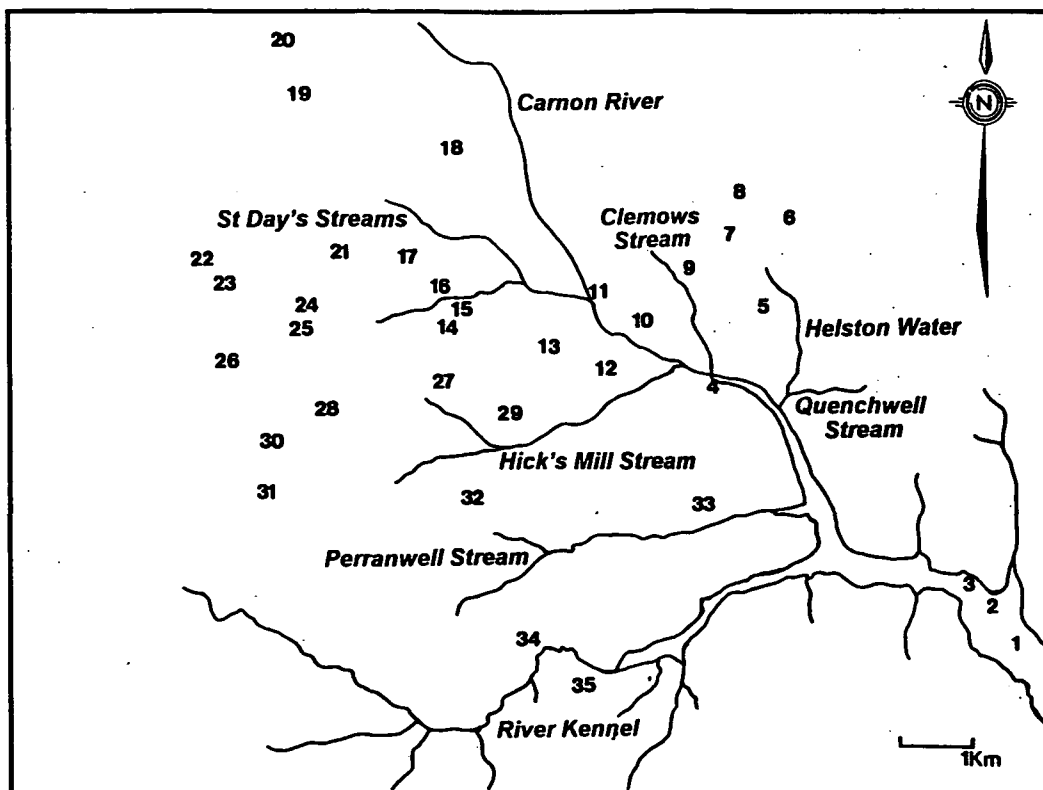 20
Carnon River
N
19
18
8
St Day's Streams
Clemows
Stream
6
7
21
17
22
9
23
16
11
24
15
5
10
14
25
Helston Water
13
26
12
27
4
28
29
Quenchwell
Stream
30
Hick's Mill Stream
31
32
33
Perranwell Stream
3
2
34
1
35
River Kennel
1Km